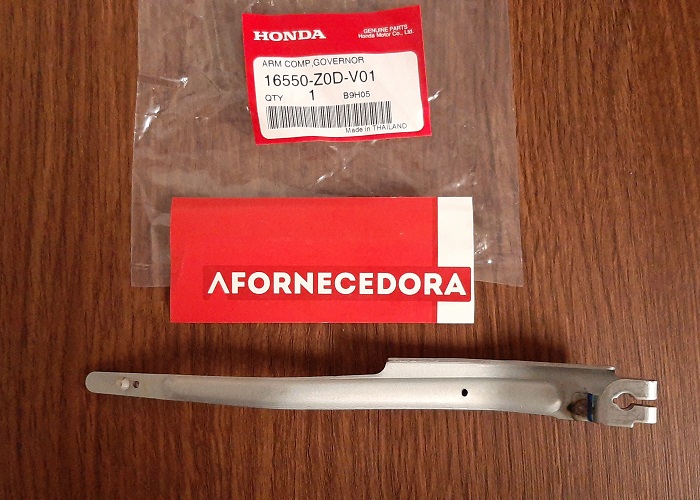 HONDA
GENUINE PARTS
Honda Motor Co., Ltd.
ARM COMP,GOVERNOR
16550-Z0D-V01
QTY 1 B9H05
Made in THAILAND
AFORNECEDORA